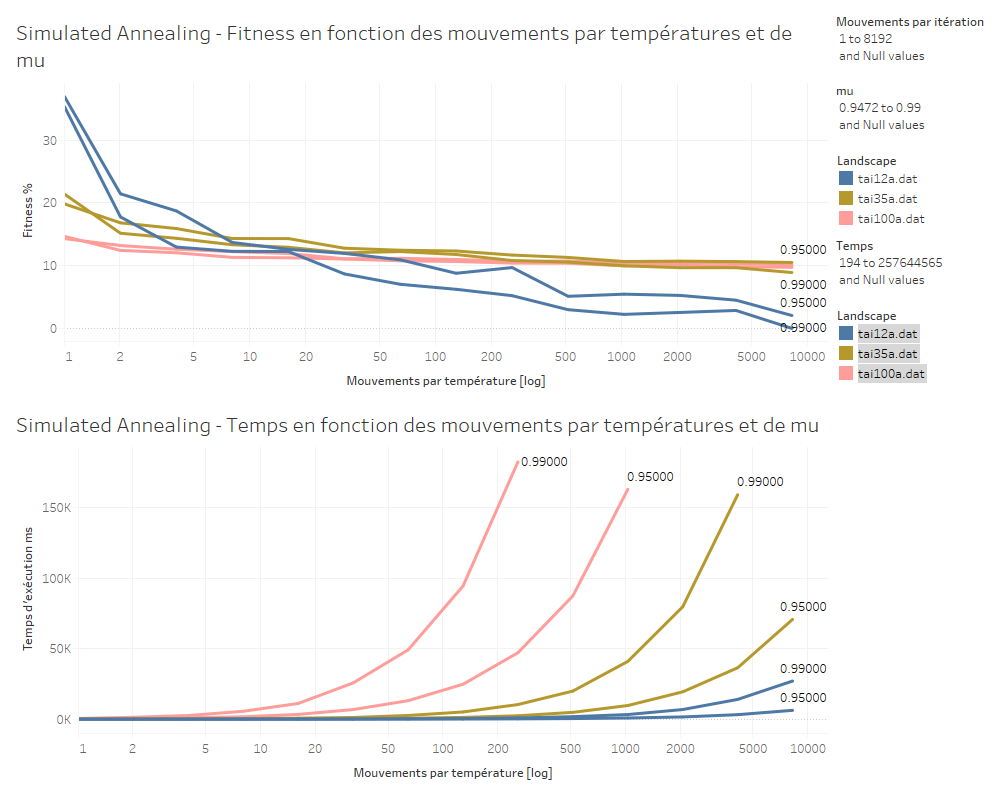 Simulated Annealing - Fitness en fonction des mouvements par températures et de
mu
30
20
10
0
Fitness %
0.95000
0.99000
0.95000
0.99000
1 2 5 10 20 50 100 200 500 1000 2000 5000 10000
Mouvements par température [log]
Mouvements par itération
1 to 8192
and Null values
mu
0.9472 to 0.99
and Null values
Landscape
tai12a.dat
tai35a.dat
tai100a.dat
Temps
194 to 257644565
and Null values
Landscape
tai12a.dat
tai35a.dat
tai100a.dat
Simulated Annealing - Temps en fonction des mouvements par températures et de mu
150K
100K
50K
0K
Temps d'exécution ms
0.99000
0.95000
0.99000
0.95000
0.99000
0.95000
1 2 5 10 20 50 100 200 500 1000 2000 5000 10000
Mouvements par température [log]